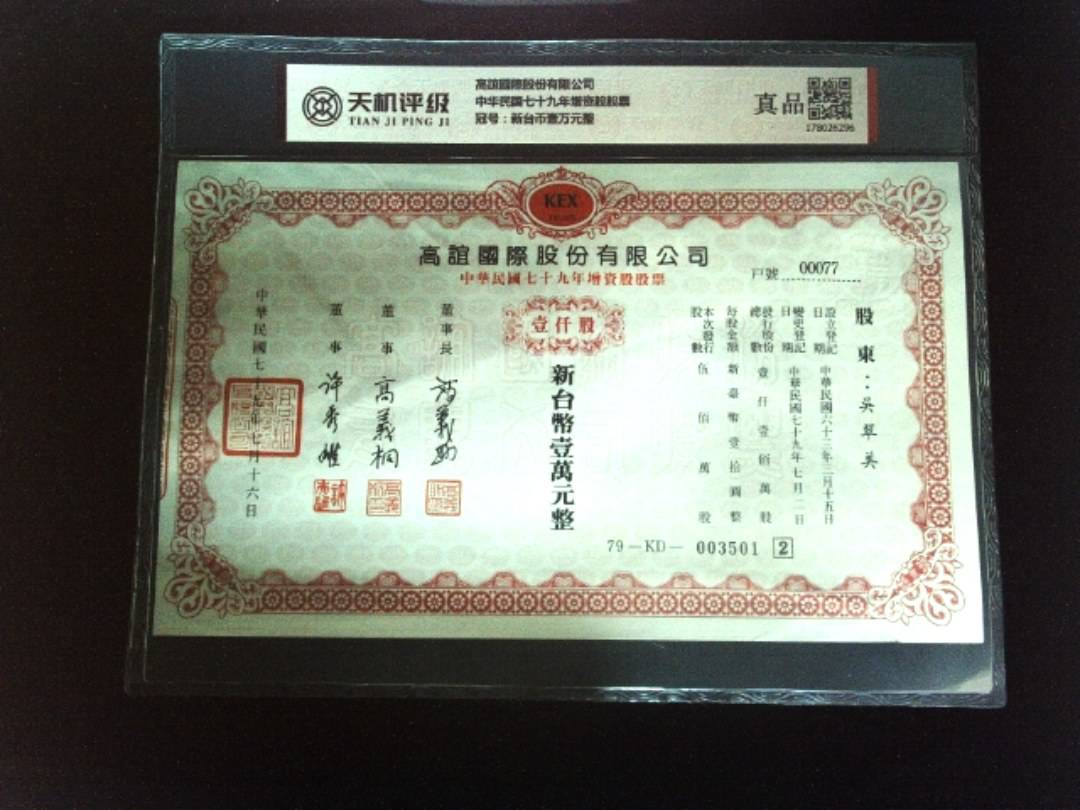 天机评级
TIAN JI PING JI
高誼國際股份有限公司
中华民國七十九年增资股股票
冠号：新台币壹万元整
真品
178026296
KEX
高誼國際股份有限公司
中華民國七十九年增資股股票
戶號 00077
壹仟股
新台幣壹萬元整
股東：吳翠英
設立登記日期 中華民國六十三年三月十五日
變更登記日期 中華民國七十九年七月二日
發行股份總數 壹仟壹佰萬股
每股金額 新臺幣壹拾圓整
本次發行股數 伍佰萬股
董事長
董事 高義桐
董事 許秀雄
中華民國七十九年七月十六日
79－KD－ 003501 2